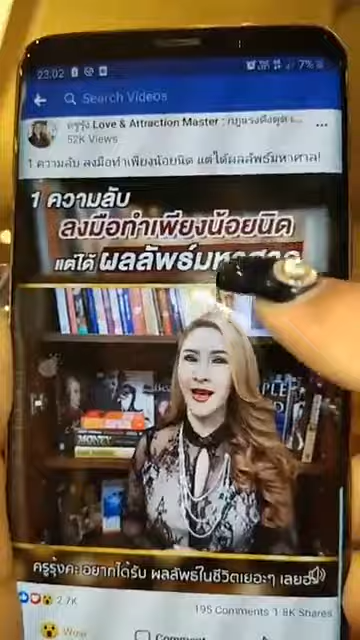 23.02
7%
Search Videos
ครูรุ้ง Love & Attraction Master :
52K Views
1 ความลับ ลงมือทำเพียงน้อยนิด แต่ได้ผลลัพธ์มหาศาล!
1 ความลับ
ลงมือทำเพียงน้อยนิด
แต่ได้ ผลลัพธ์
MONEY
ครูรุ้งคะ อยากได้รับ ผลลัพธ์ในชีวิตเยอะๆ เลย
2.7K
195 Comments 1.8K Shares
Wow
Comment